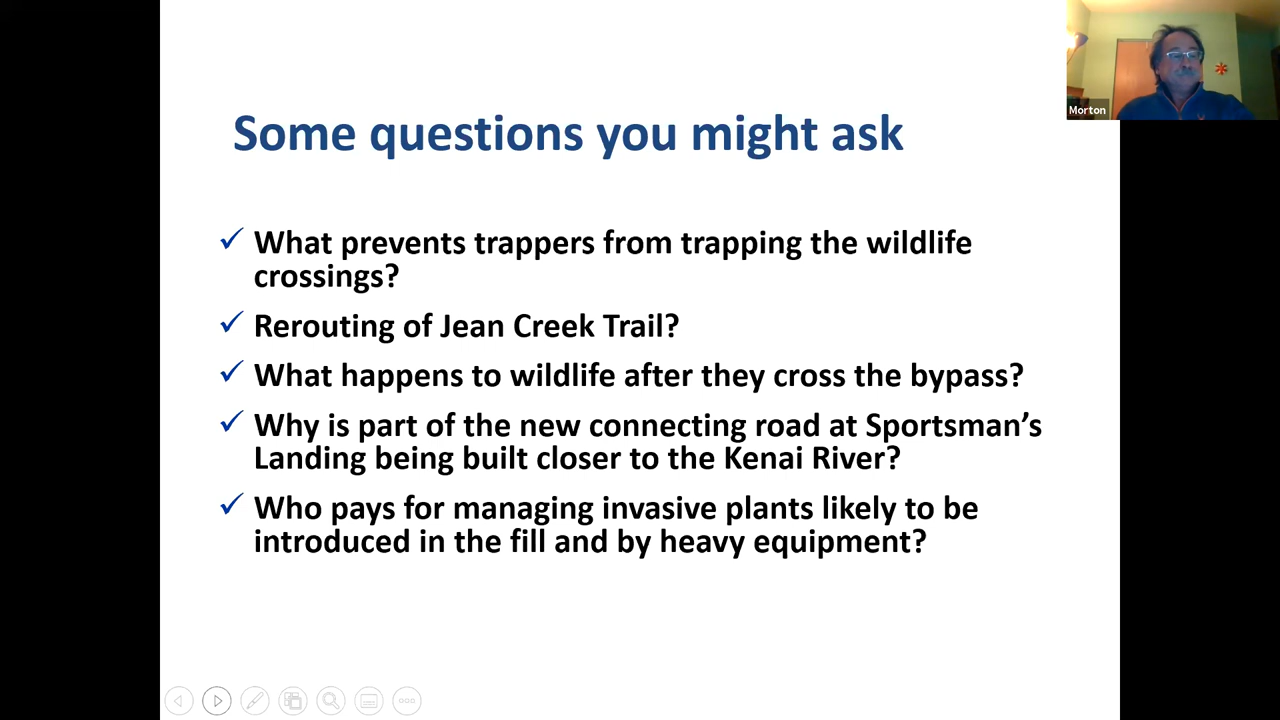 Morton
Some questions you might ask
✓ What prevents trappers from trapping the wildlife
crossings?
✓ Rerouting of Jean Creek Trail?
✓ What happens to wildlife after they cross the bypass?
✓ Why is part of the new connecting road at Sportsman’s
Landing being built closer to the Kenai River?
✓ Who pays for managing invasive plants likely to be
introduced in the fill and by heavy equipment?